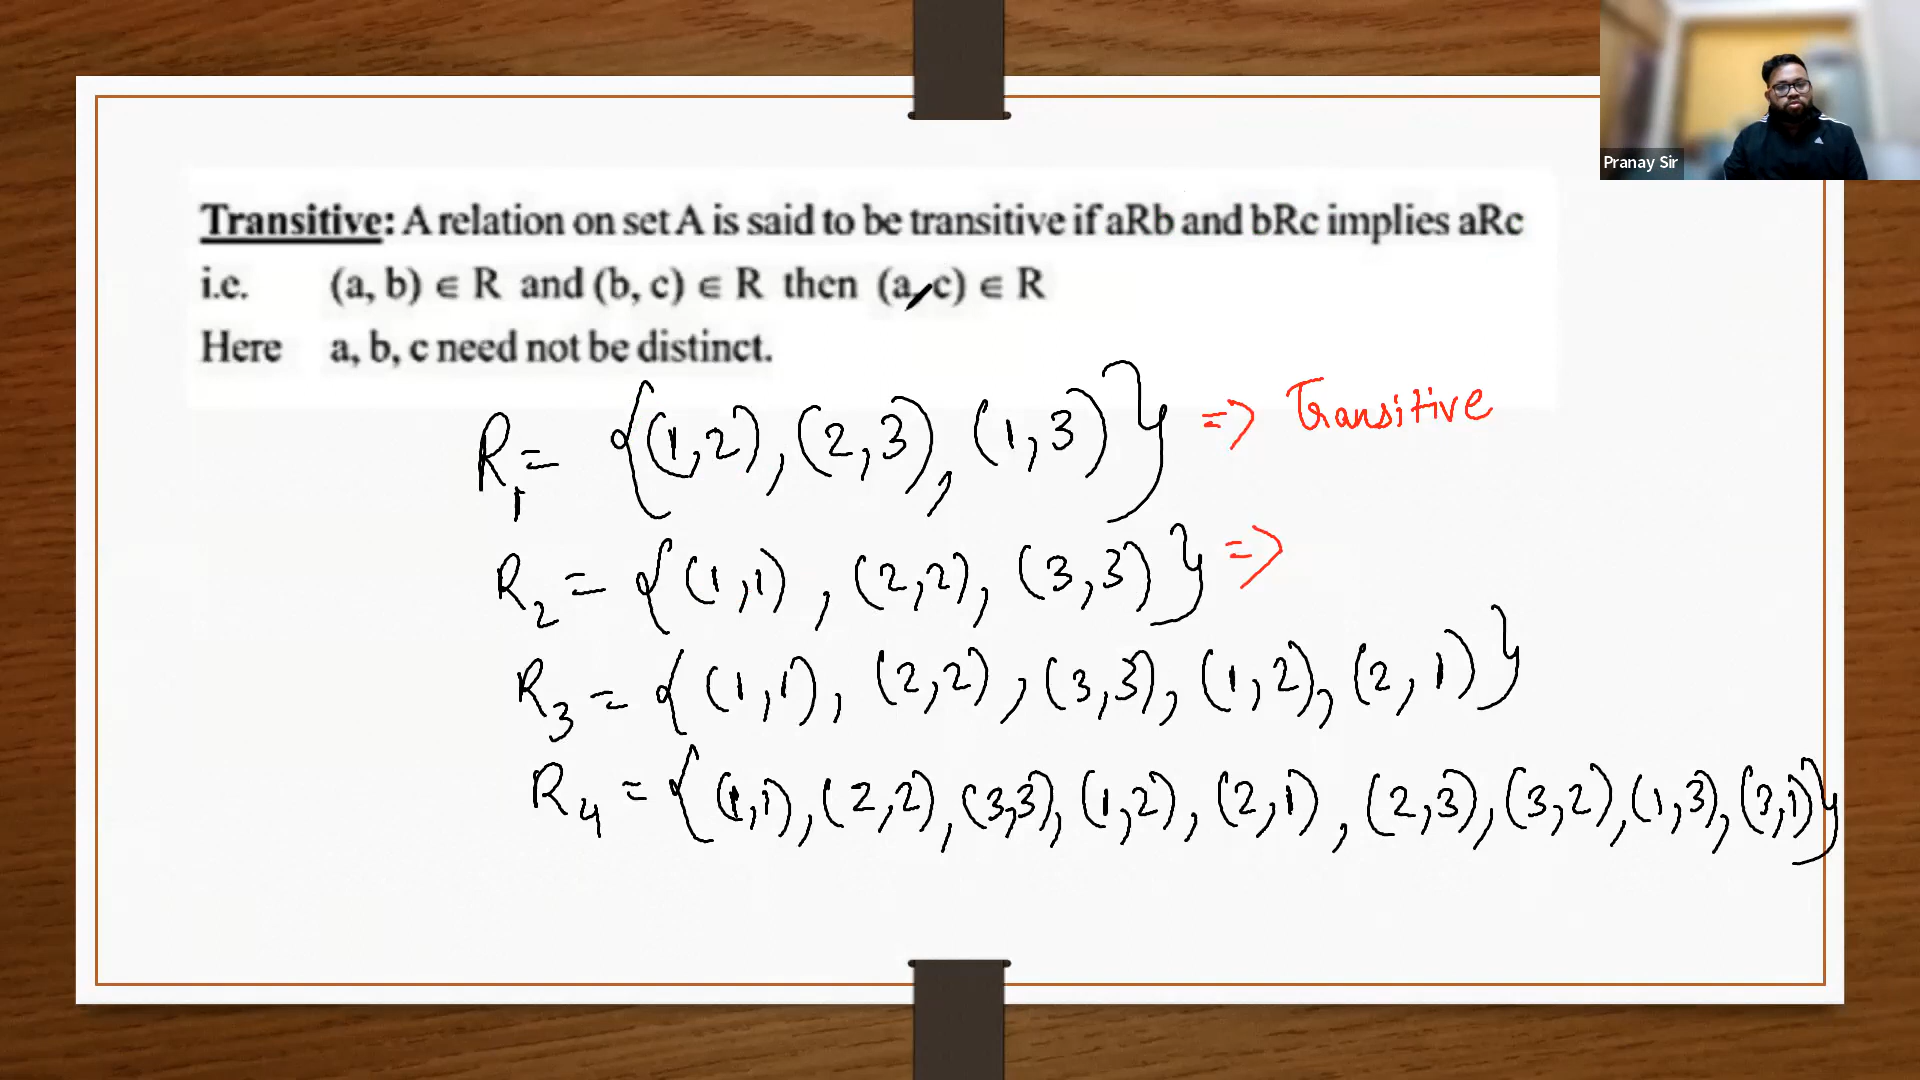 Pranay Sir
Transitive: A relation on set A is said to be transitive if aRb and bRc implies aRc
i.e. (a, b) ∈ R and (b, c) ∈ R then (a, c) ∈ R
Here a, b, c need not be distinct.
R₁ = {(1,2), (2,3), (1,3)} => Transitive
R₂ = {(1,1), (2,2), (3,3)} =>
R₃ = {(1,1), (2,2), (3,3), (1,2), (2,1)}
R₄ = {(1,1), (2,2), (3,3), (1,2), (2,1), (2,3), (3,2), (1,3), (3,1)}